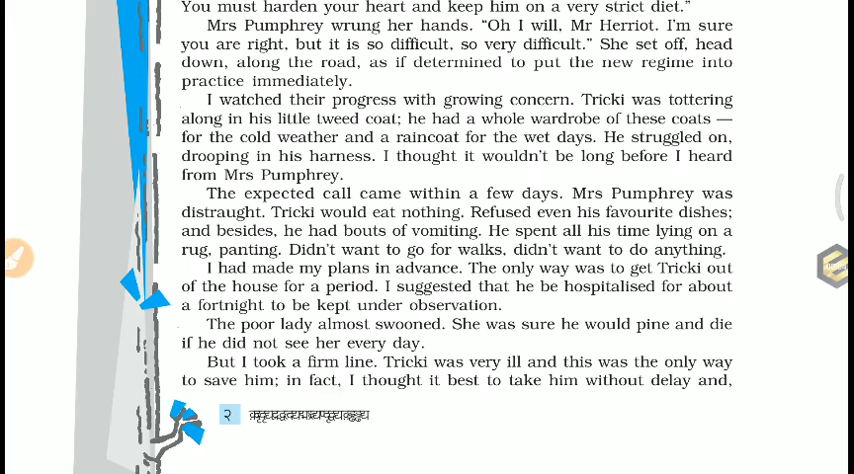 You must harden your heart and keep him on a very strict diet.”
Mrs Pumphrey wrung her hands. “Oh I will, Mr Herriot. I'm sure
you are right, but it is so difficult, so very difficult.” She set off, head
down, along the road, as if determined to put the new regime into
practice immediately.
I watched their progress with growing concern. Tricki was tottering
along in his little tweed coat; he had a whole wardrobe of these coats —
for the cold weather and a raincoat for the wet days. He struggled on,
drooping in his harness. I thought it wouldn't be long before I heard
from Mrs Pumphrey.
The expected call came within a few days. Mrs Pumphrey was
distraught. Tricki would eat nothing. Refused even his favourite dishes;
and besides, he had bouts of vomiting. He spent all his time lying on a
rug, panting. Didn't want to go for walks, didn't want to do anything.
I had made my plans in advance. The only way was to get Tricki out
of the house for a period. I suggested that he be hospitalised for about
a fortnight to be kept under observation.
The poor lady almost swooned. She was sure he would pine and die
if he did not see her every day.
But I took a firm line. Tricki was very ill and this was the only way
to save him; in fact, I thought it best to take him without delay and,
२